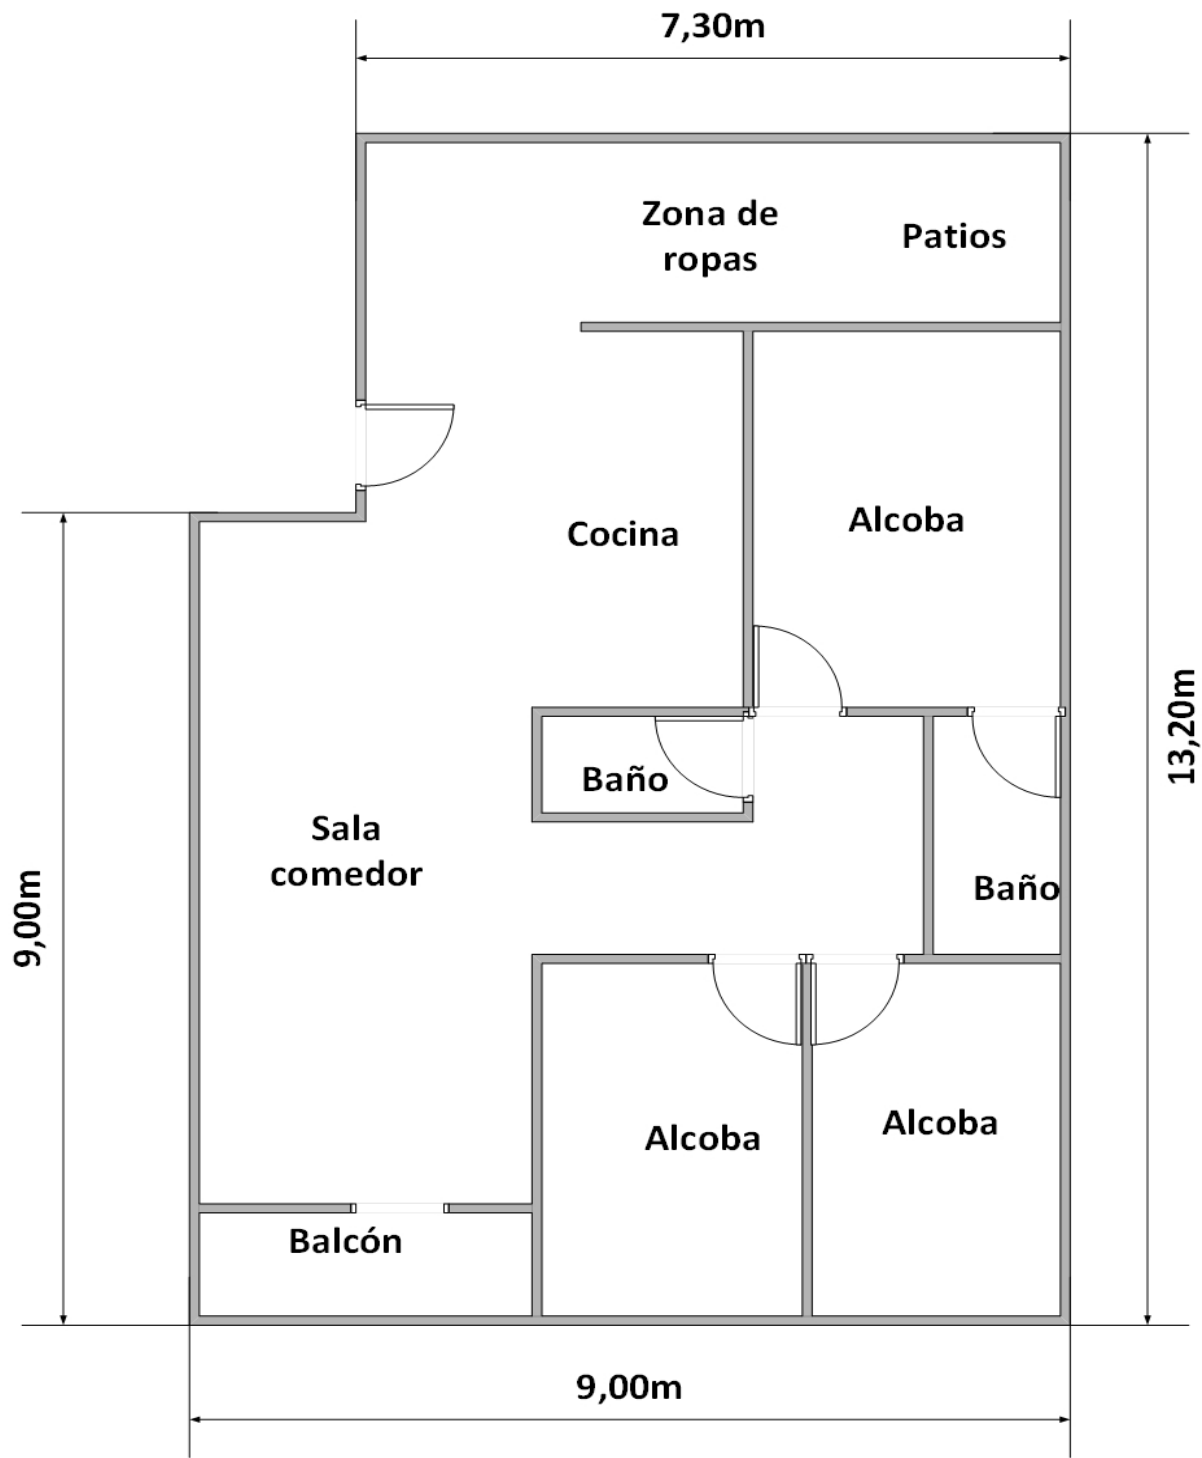 7,30m
Zona de
ropas
Patios
Cocina
Alcoba
13,20m
Baño
Sala
comedor
Baño
9,00m
Alcoba
Alcoba
Balcón
9,00m